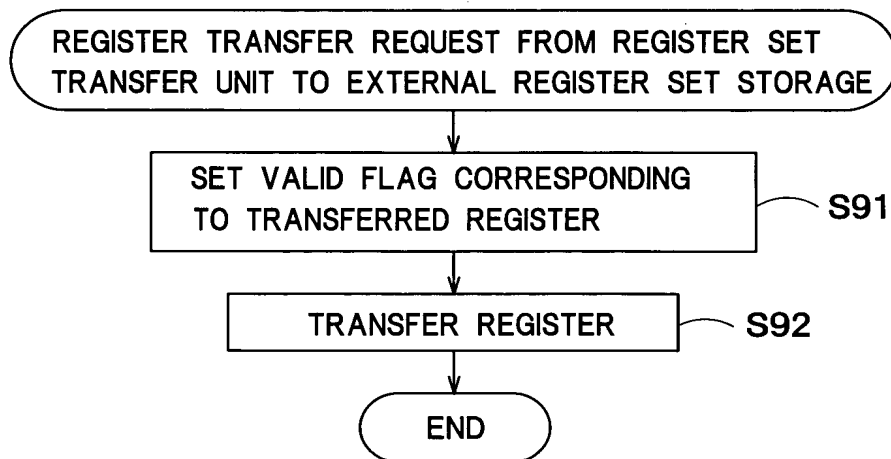 REGISTER TRANSFER REQUEST FROM REGISTER SET
TRANSFER UNIT TO EXTERNAL REGISTER SET STORAGE
SET VALID FLAG CORRESPONDING
TO TRANSFERRED REGISTER
S91
TRANSFER REGISTER
S92
END